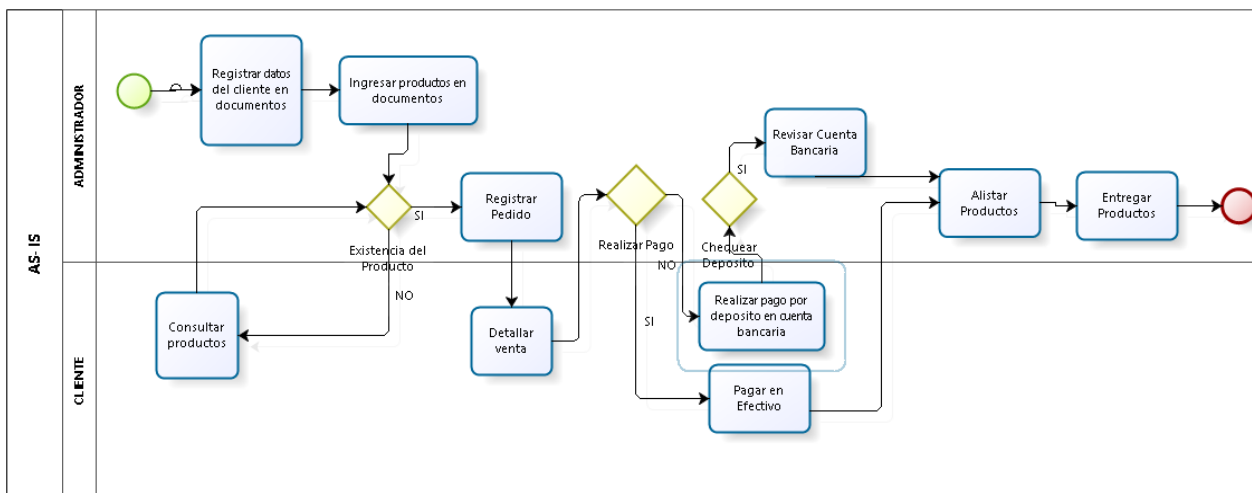 AS- IS
ADMINISTRADOR
Registrar datos
del cliente en
documentos
Ingresar productos en
documentos
Existencia del
Producto
SI
NO
Consultar
productos
Registrar
Pedido
Detallar
venta
Realizar Pago
NO
SI
Realizar pago por
deposito en cuenta
bancaria
Pagar en
Efectivo
Chequear
Deposito
SI
Revisar Cuenta
Bancaria
Alistar
Productos
Entregar
Productos
CLIENTE